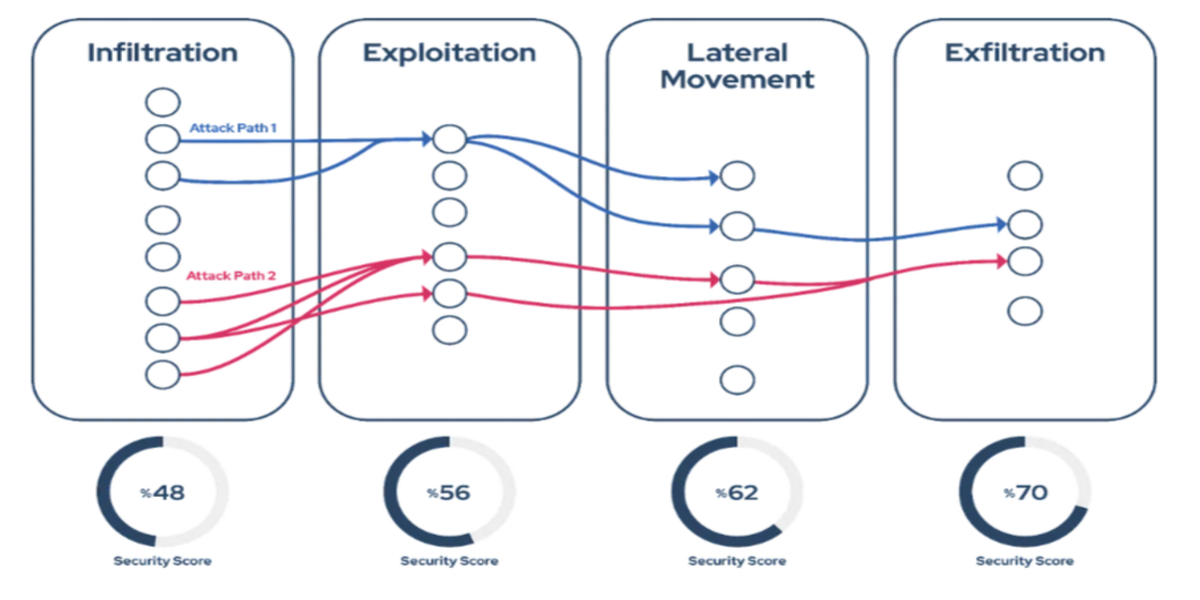 Infiltration
Exploitation
Lateral
Movement
Exfiltration
Attack Path 1
Attack Path 2
%48
Security Score
%56
Security Score
%62
Security Score
%70
Security Score